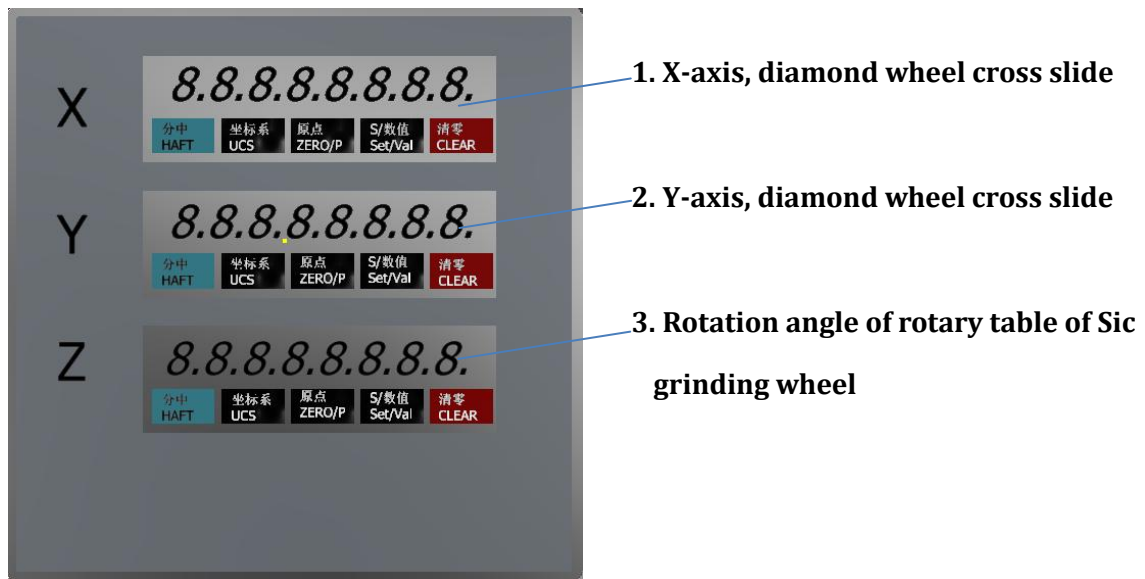 X
8.8.8.8.8.8.8.8.
分中 坐标系 原点 S/数值 清零
HAFT UCS ZERO/P Set/Val CLEAR
1. X-axis, diamond wheel cross slide
Y
8.8.8.8.8.8.8.8.
分中 坐标系 原点 S/数值 清零
HAFT UCS ZERO/P Set/Val CLEAR
2. Y-axis, diamond wheel cross slide
Z
8.8.8.8.8.8.8.8.
分中 坐标系 原点 S/数值 清零
HAFT UCS ZERO/P Set/Val CLEAR
3. Rotation angle of rotary table of Sic
grinding wheel